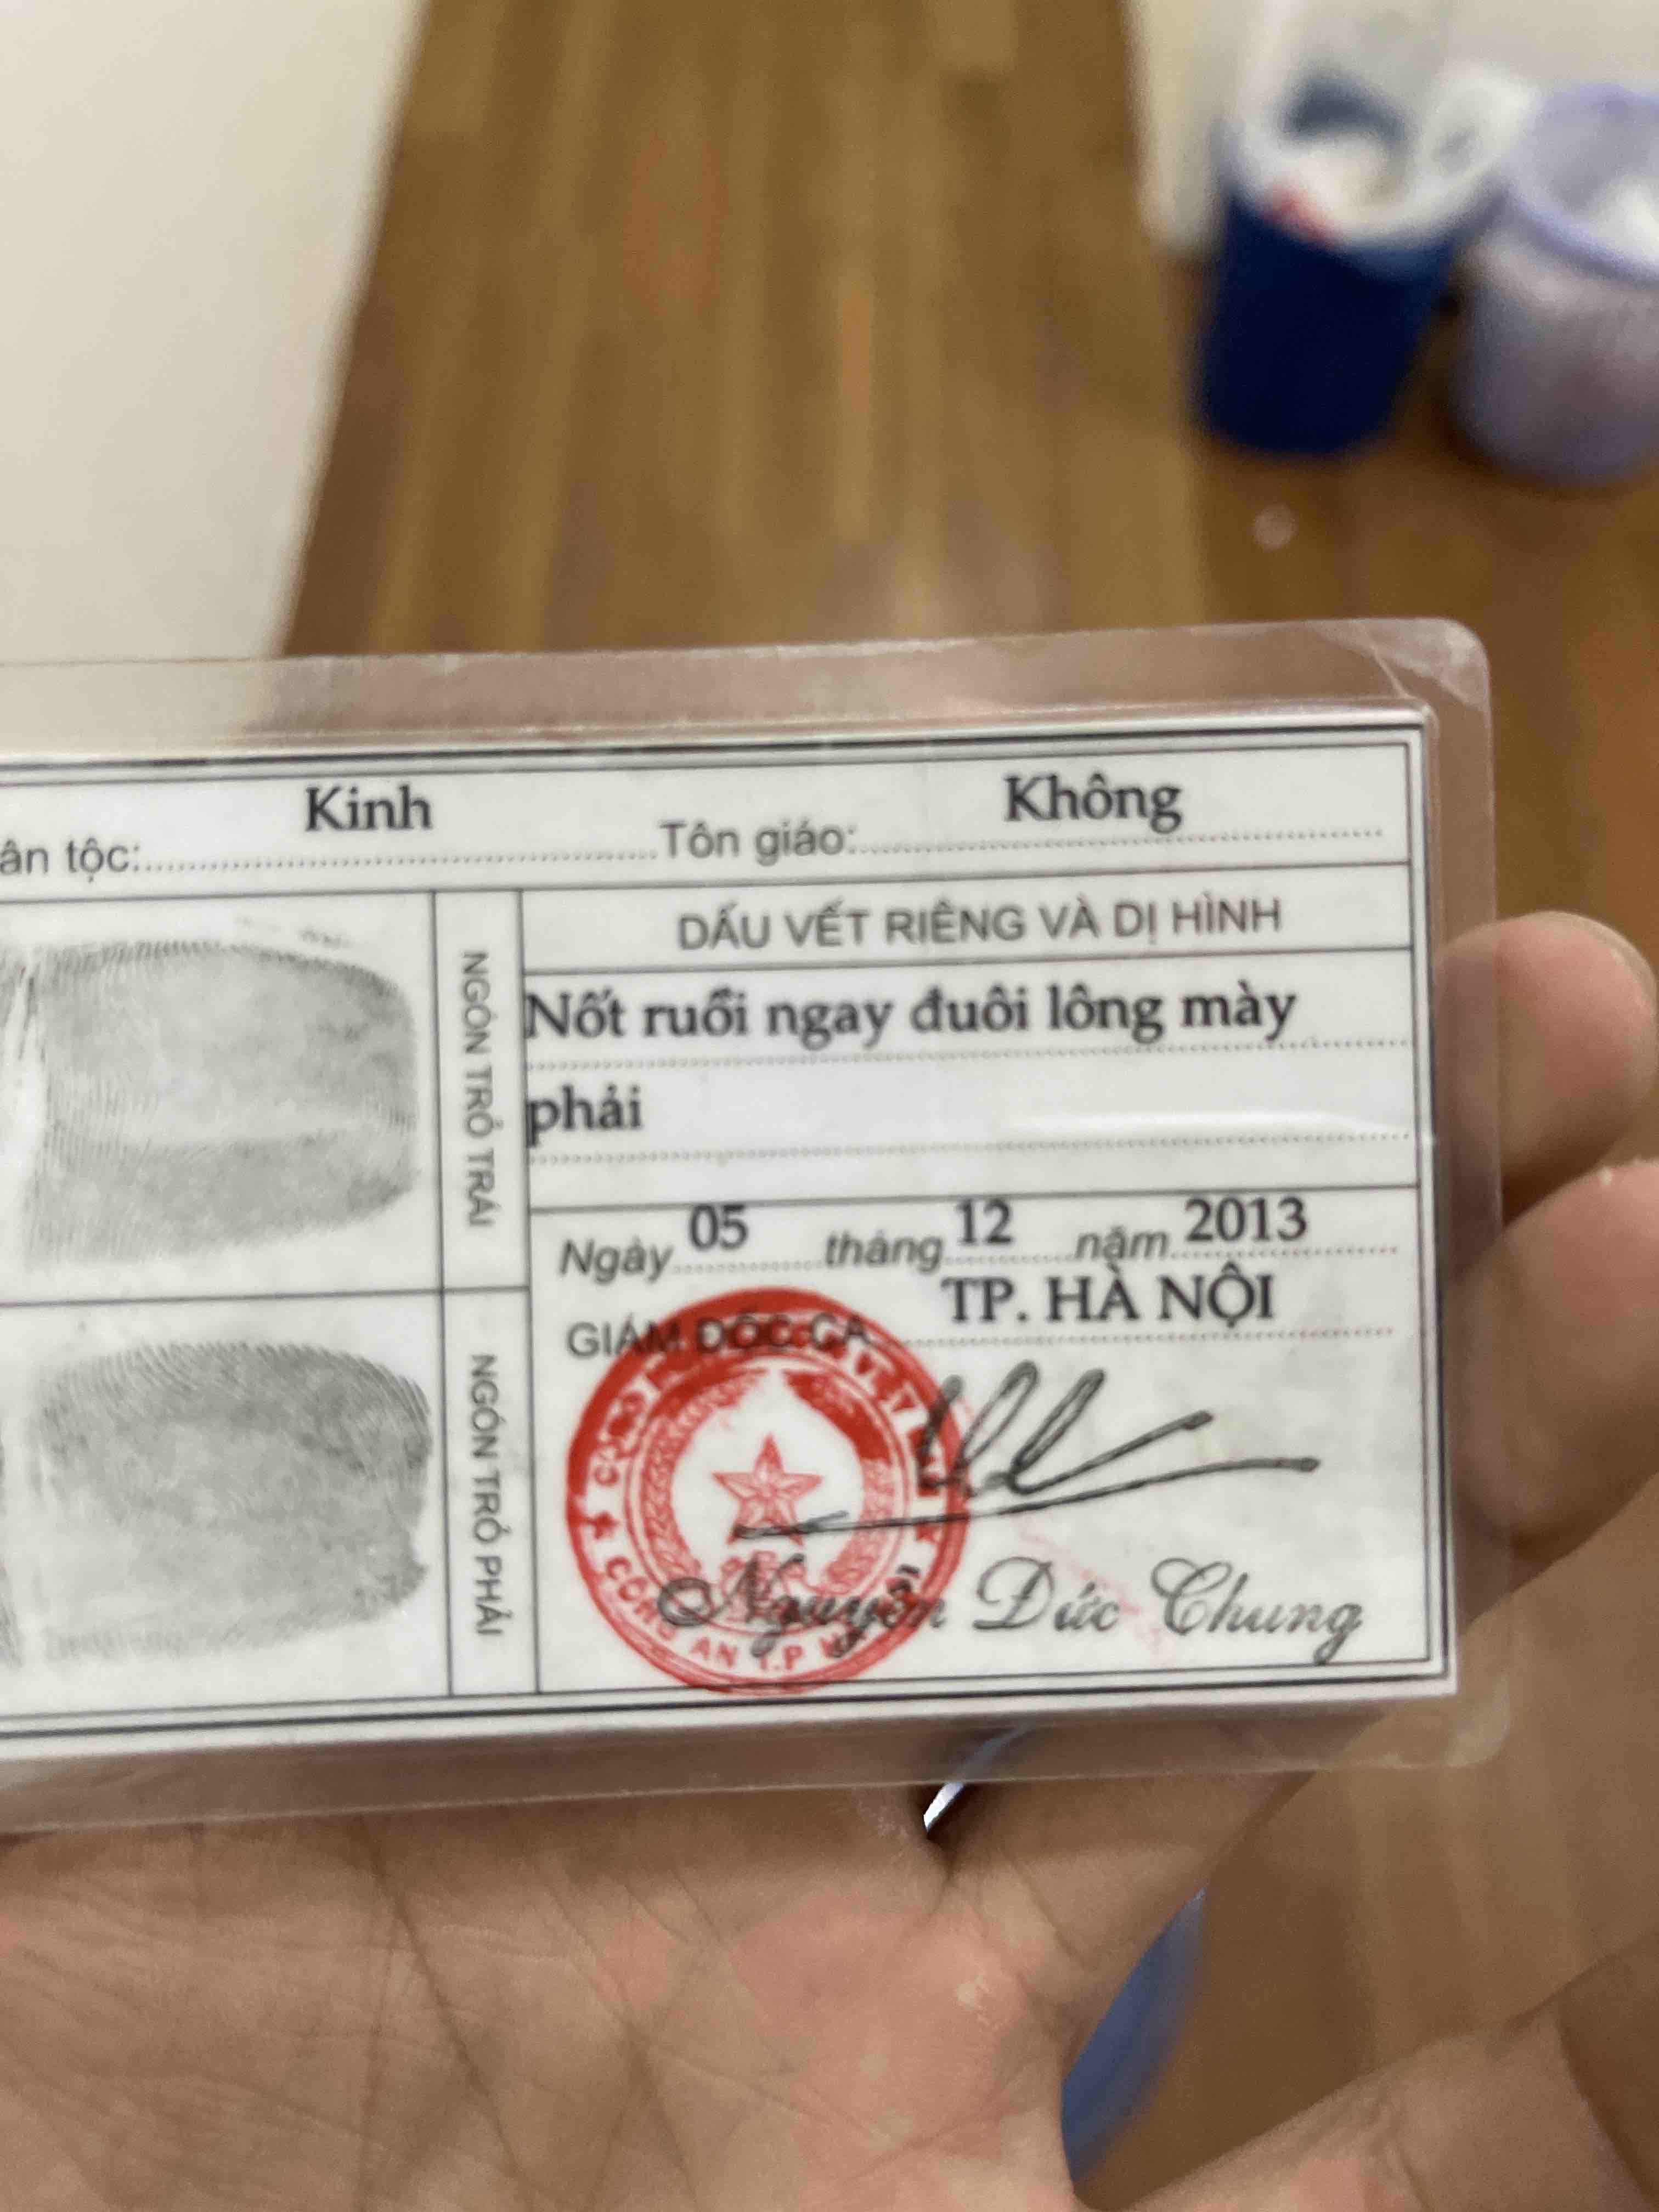 ân tộc: Kinh Tôn giáo: Không
DẤU VẾT RIÊNG VÀ DỊ HÌNH
NGÓN TRỎ TRÁI
Nốt ruồi ngay đuôi lông mày
phải
Ngày 05 tháng 12 năm 2013
GIÁM ĐỐC CA TP. HÀ NỘI
NGÓN TRỎ PHẢI
CÔNG AN T.P
Nguyễn Đức Chung